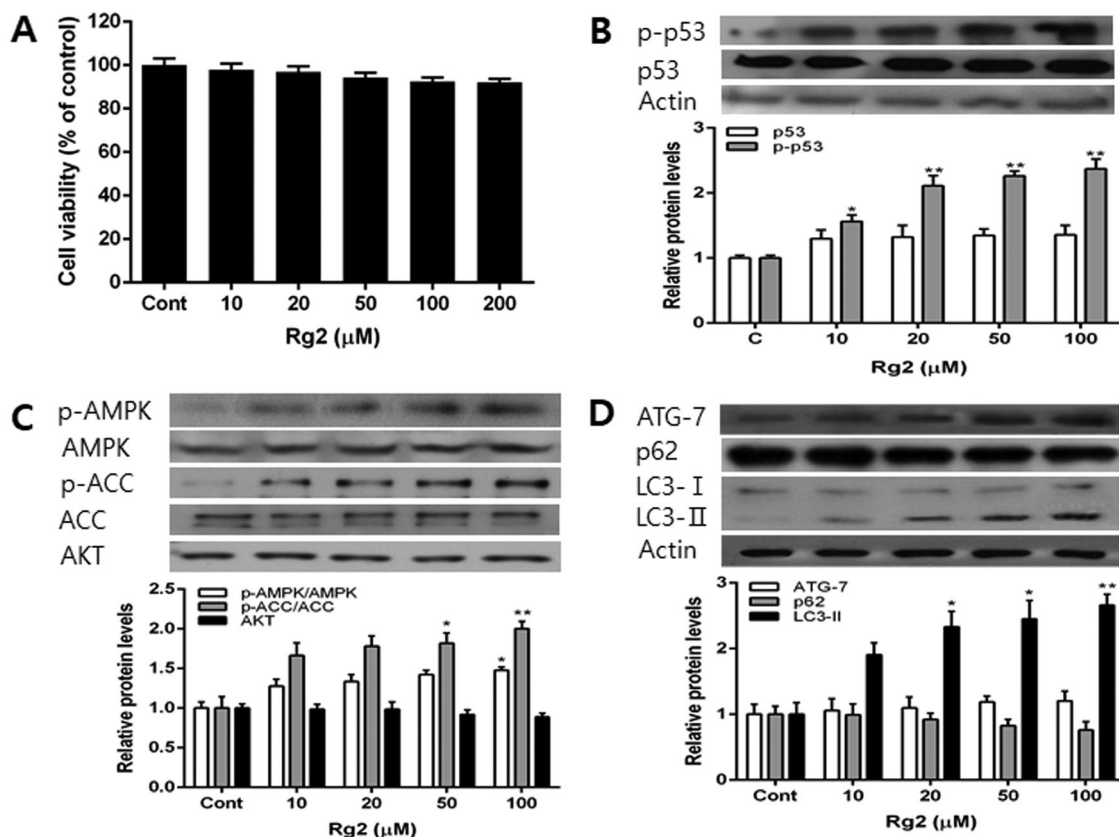 A
Cell viability (% of control)
120
100
80
60
40
20
0
Cont 10 20 50 100 200
Rg2 (μM)
B
p-p53
p53
Actin
Relative protein levels
3
2
1
0
p53
p-p53
* ** ** **
C 10 20 50 100
Rg2 (μM)
C
p-AMPK
AMPK
p-ACC
ACC
AKT
Relative protein levels
2.5
2.0
1.5
1.0
0.5
0.0
p-AMPK/AMPK
p-ACC/ACC
AKT
* * **
Cont 10 20 50 100
Rg2 (μM)
D
ATG-7
p62
LC3-Ⅰ
LC3-Ⅱ
Actin
Relative protein levels
3
2
1
0
ATG-7
p62
LC3-II
* * **
Cont 10 20 50 100
Rg2 (μM)